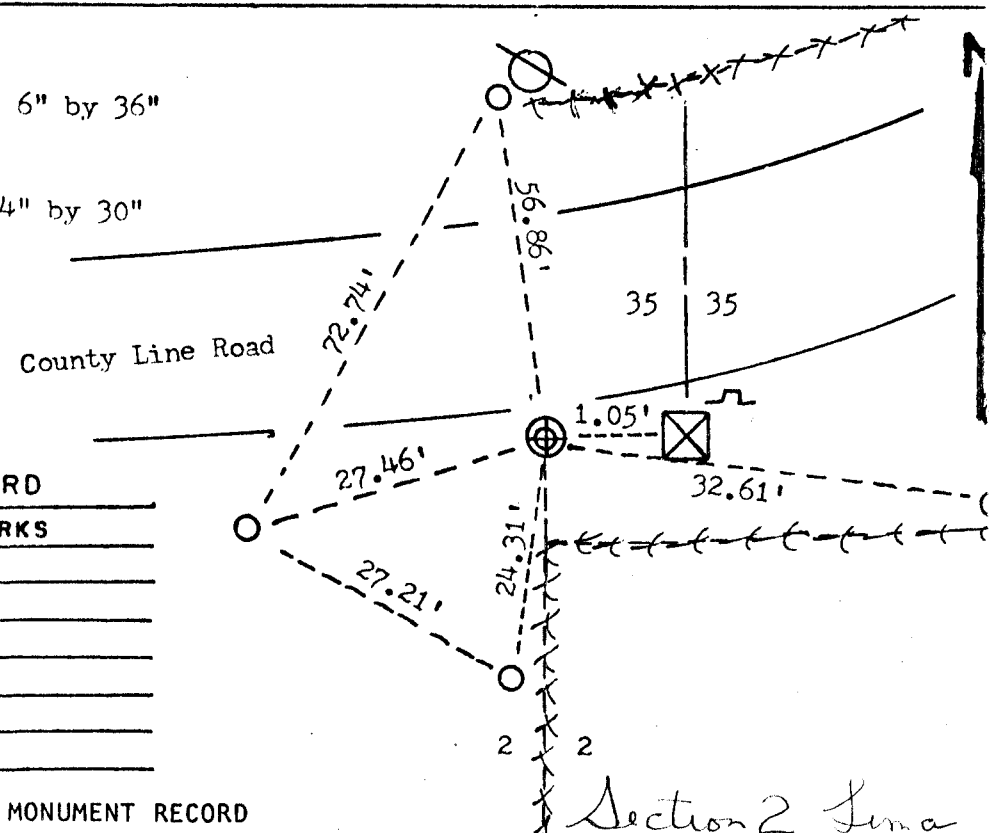 6" by 36"
4" by 30"
56.86'
72.74'
35 35
County Line Road
1.05'
27.46'
32.61'
RD
RKS
24.31'
27.21'
2 2
MONUMENT RECORD
Section 2 Lima